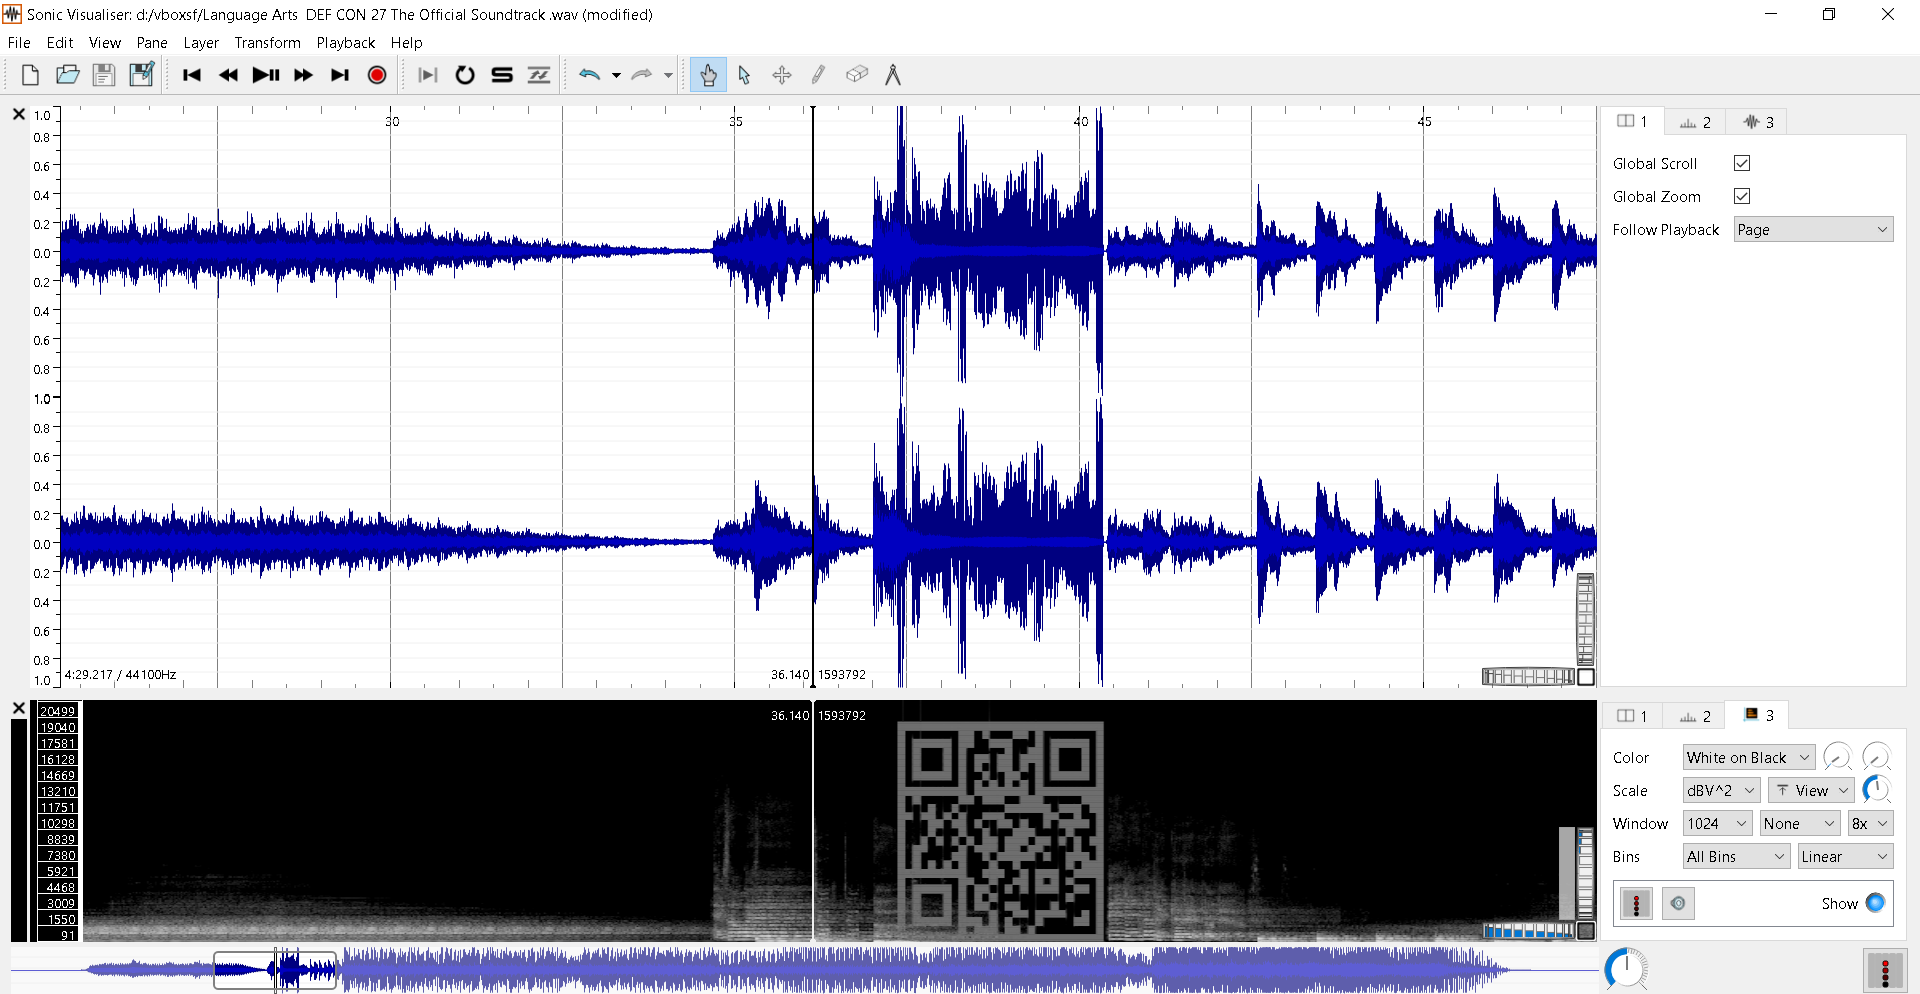 Sonic Visualiser: d:/vboxsf/Language Arts  DEF CON 27 The Official Soundtrack .wav (modified)
File Edit View Pane Layer Transform Playback Help
30 35 40 45
1.0
0.8
0.6
0.4
0.2
0.0
0.2
0.4
0.6
0.8
1.0
0.8
0.6
0.4
0.2
0.0
0.2
0.4
0.6
0.8
1.0
4:29.217 / 44100Hz
36.140 1593792
1 2 3
Global Scroll
Global Zoom
Follow Playback Page
20499
19040
17581
16128
14669
13210
11751
10298
8839
7380
5921
4468
3009
1550
91
36.140 1593792
1 2 3
Color White on Black
Scale dBV^2 View
Window 1024 None 8x
Bins All Bins Linear
Show